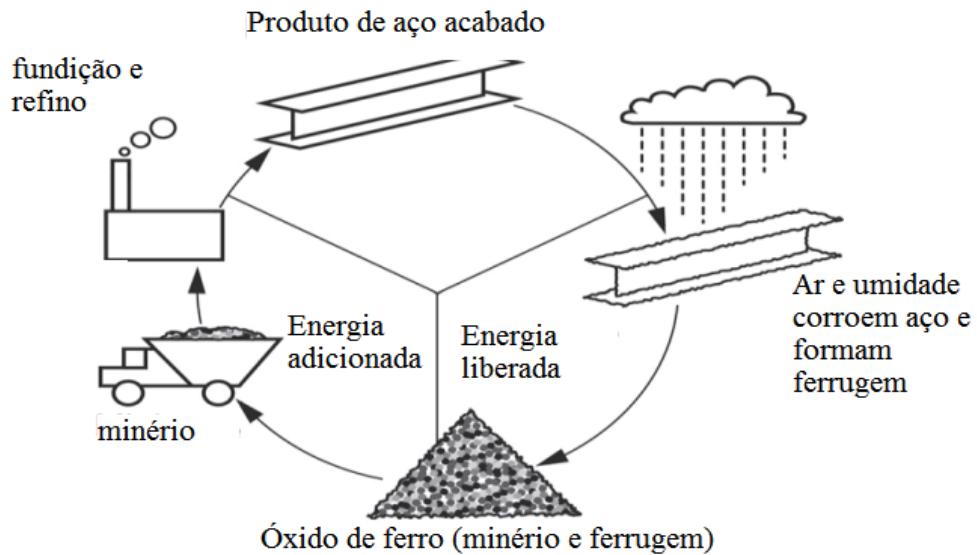 Produto de aço acabado
fundição e
refino
Ar e umidade
corroem aço e
formam
ferrugem
Energia
adicionada
Energia
liberada
minério
Óxido de ferro (minério e ferrugem)